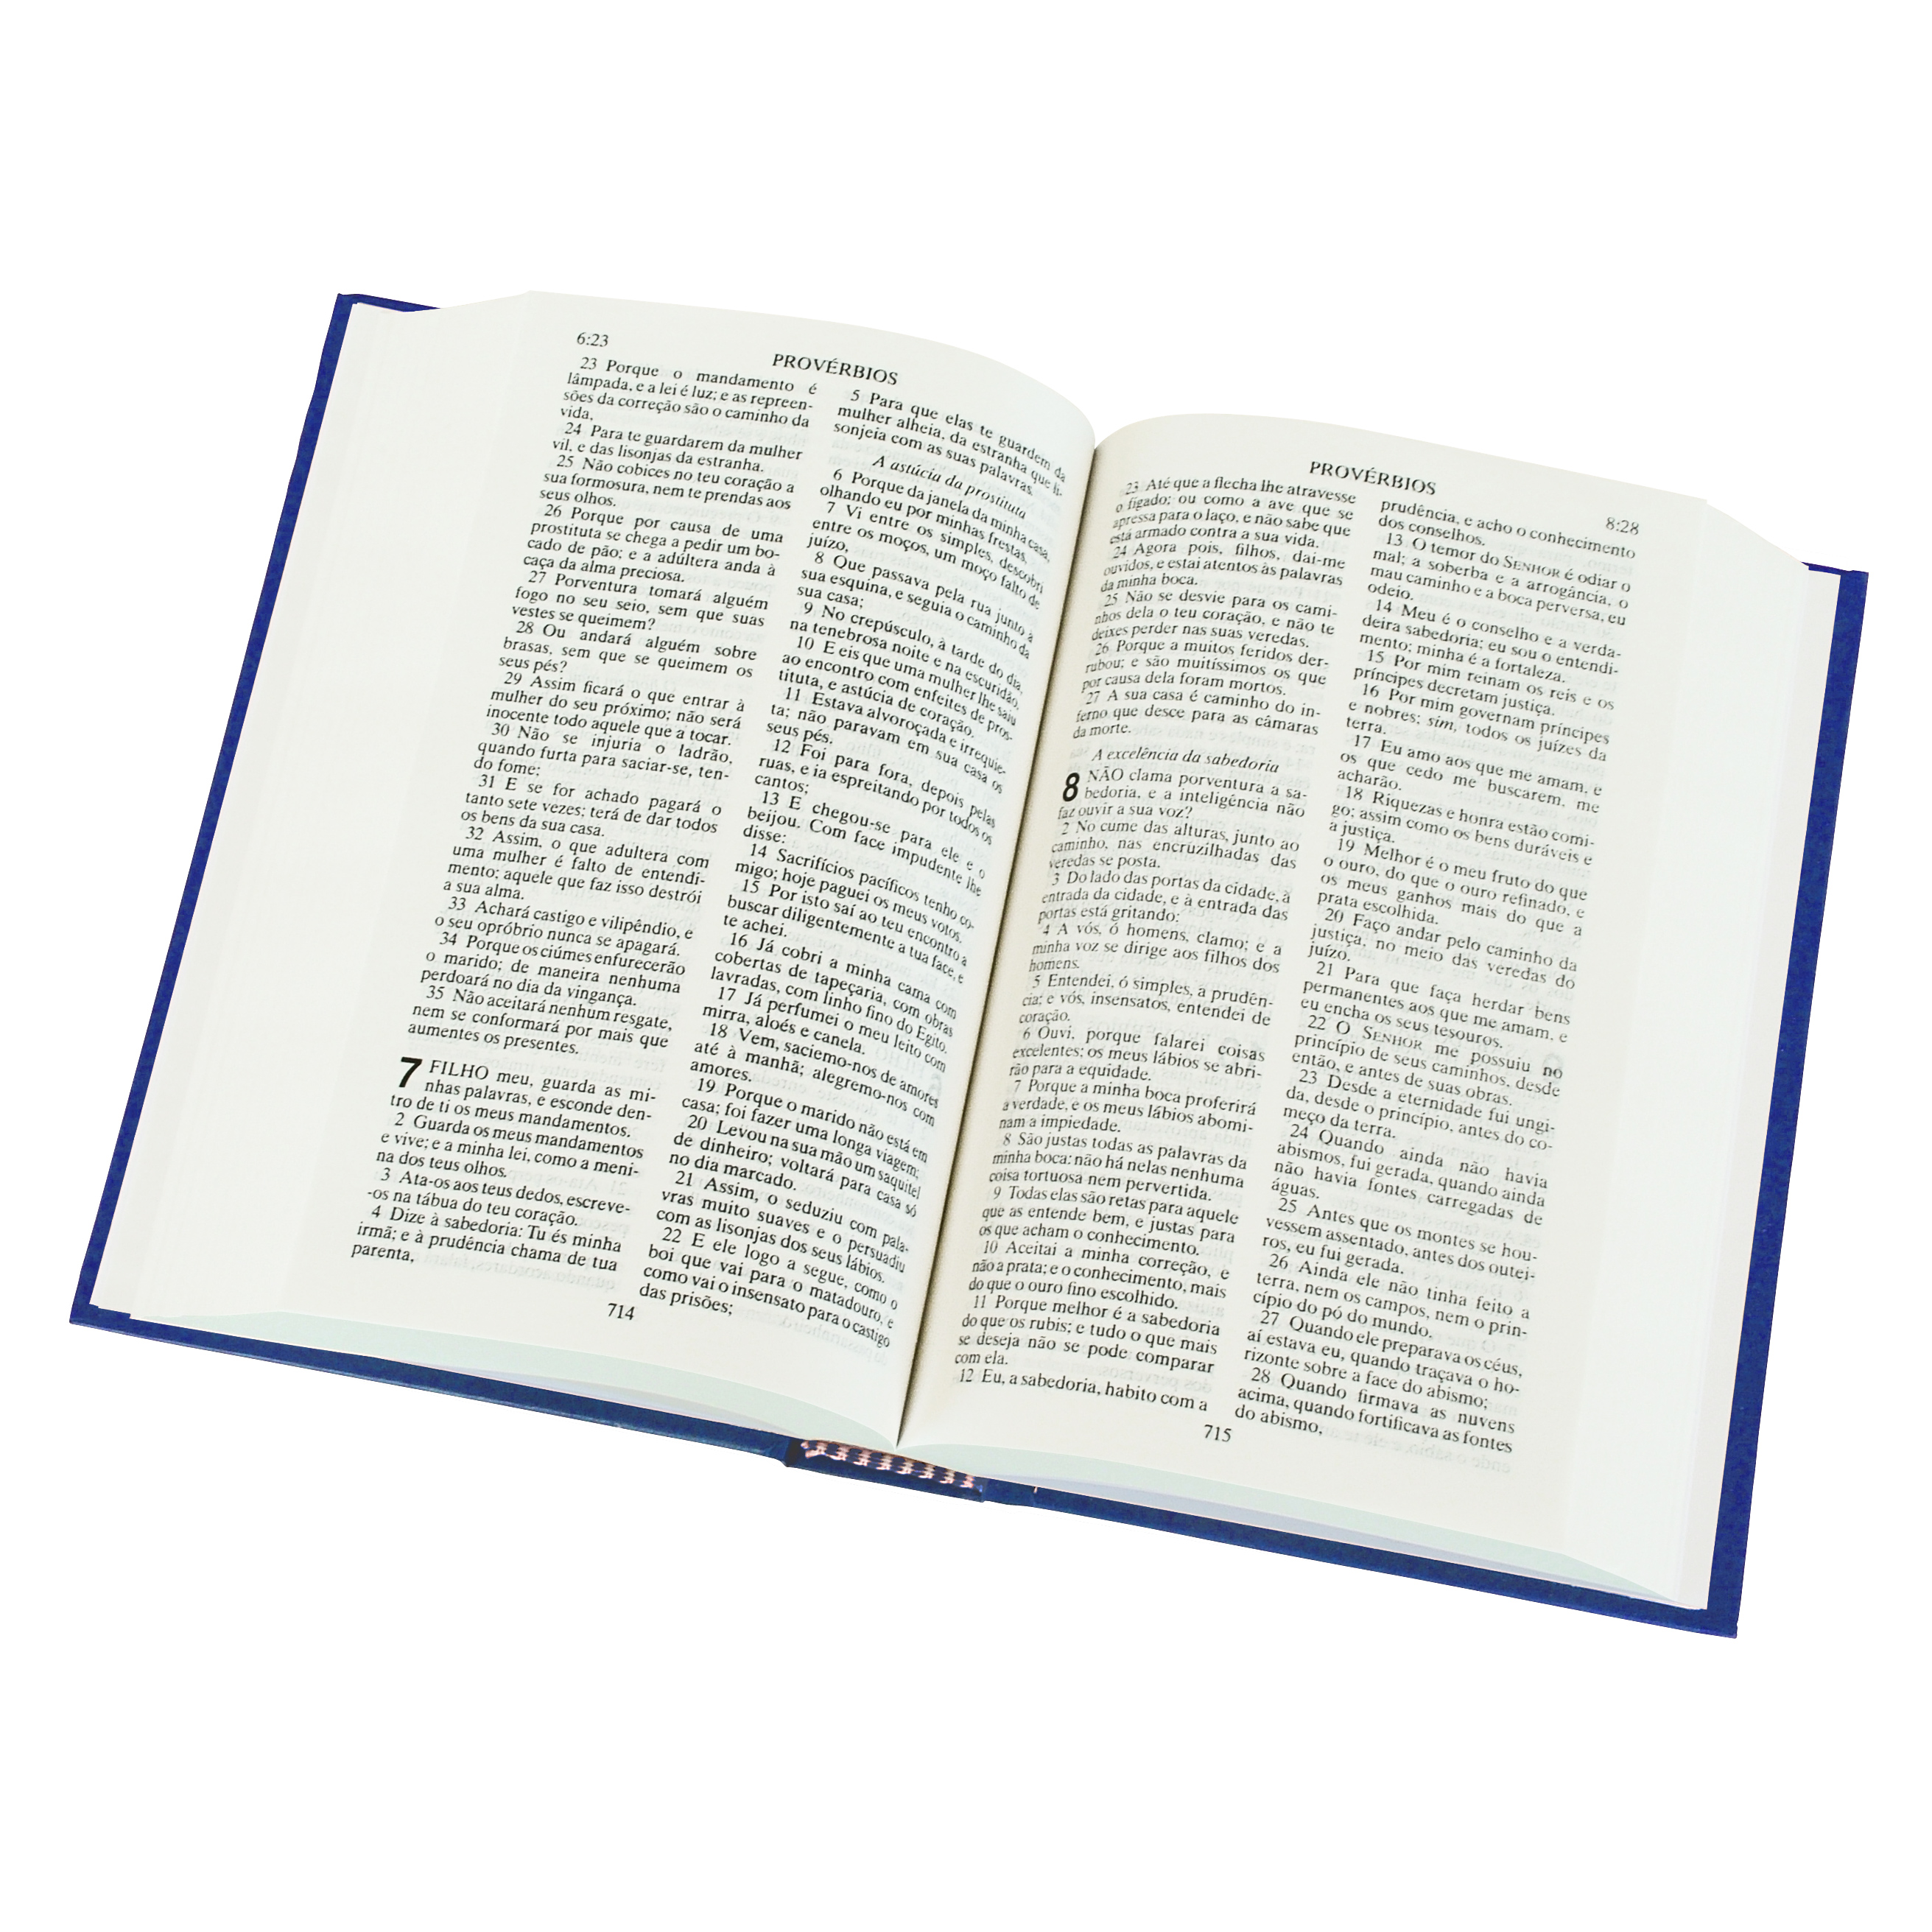 6:23
PROVÉRBIOS
23 Porque o mandamento é
lâmpada, e a lei é luz; e as repreen-
sões da correção são o caminho da
vida,
24 Para te guardarem da mulher
vil, e das lisonjas da estranha.
25 Não cobices no teu coração a
sua formosura, nem te prendas aos
seus olhos.
26 Porque por causa de uma
prostituta se chega a pedir um bo-
cado de pão; e a adúltera anda à
caça da alma preciosa.
27 Porventura tomará alguém
fogo no seu seio, sem que suas
vestes se queimem?
28 Ou andará alguém sobre
brasas, sem que se queimem os
seus pés?
29 Assim ficará o que entrar à
mulher do seu próximo; não será
inocente todo aquele que a tocar.
30 Não se injuria o ladrão,
quando furta para saciar-se, ten-
do fome;
31 E se for achado pagará o
tanto sete vezes; terá de dar todos
os bens da sua casa.
32 Assim, o que adultera com
uma mulher é falto de entendi-
mento; aquele que faz isso destrói
a sua alma.
33 Achará castigo e vilipêndio, e
o seu opróbrio nunca se apagará.
34 Porque os ciúmes enfurecerão
o marido; de maneira nenhuma
perdoará no dia da vingança.
35 Não aceitará nenhum resgate,
nem se conformará por mais que
aumentes os presentes.
7 FILHO meu, guarda as mi-
nhas palavras, e esconde den-
tro de ti os meus mandamentos.
2 Guarda os meus mandamentos
e vive; e a minha lei, como a meni-
na dos teus olhos.
3 Ata-os aos teus dedos, escreve-
-os na tábua do teu coração.
4 Dize à sabedoria: Tu és minha
irmã; e à prudência chama de tua
parenta,
5 Para que elas te guardem da
mulher alheia, da estranha que li-
sonjeia com as suas palavras.
A astúcia da prostituta
6 Porque da janela da minha casa,
olhando eu por minhas frestas,
7 Vi entre os simples, descobri
entre os moços, um moço falto de
juízo,
8 Que passava pela rua junto à
sua esquina, e seguia o caminho da
sua casa;
9 No crepúsculo, à tarde do dia,
na tenebrosa noite e na escuridão,
10 E eis que uma mulher lhe saiu
ao encontro com enfeites de pros-
tituta, e astúcia de coração.
11 Estava alvoroçada e irrequie-
ta; não paravam em sua casa os
seus pés.
12 Foi para fora, depois pelas
ruas, e ia espreitando por todos os
cantos;
13 E chegou-se para ele e o
beijou. Com face impudente lhe
disse:
14 Sacrifícios pacíficos tenho co-
migo; hoje paguei os meus votos.
15 Por isto saí ao teu encontro a
buscar diligentemente a tua face, e
te achei.
16 Já cobri a minha cama com
cobertas de tapeçaria, com obras
lavradas, com linho fino do Egito.
17 Já perfumei o meu leito com
mirra, aloés e canela.
18 Vem, saciemo-nos de amores
até à manhã; alegremo-nos com
amores.
19 Porque o marido não está em
casa; foi fazer uma longa viagem;
20 Levou na sua mão um saquitel
de dinheiro; voltará para casa só
no dia marcado.
21 Assim, o seduziu com pala-
vras muito suaves e o persuadiu
com as lisonjas dos seus lábios.
22 E ele logo a segue, como o
boi que vai para o matadouro, e
como vai o insensato para o castigo
das prisões;
714
PROVÉRBIOS
8:28
23 Até que a flecha lhe atravesse
o fígado; ou como a ave que se
apressa para o laço, e não sabe que
está armado contra a sua vida.
24 Agora pois, filhos, dai-me
ouvidos, e estai atentos às palavras
da minha boca.
25 Não se desvie para os cami-
nhos dela o teu coração, e não te
deixes perder nas suas veredas.
26 Porque a muitos feridos der-
rubou; e são muitíssimos os que
por causa dela foram mortos.
27 A sua casa é caminho do in-
ferno que desce para as câmaras
da morte.
A excelência da sabedoria
8 NÃO clama porventura a sa-
bedoria, e a inteligência não
faz ouvir a sua voz?
2 No cume das alturas, junto ao
caminho, nas encruzilhadas das
veredas se posta.
3 Do lado das portas da cidade, à
entrada da cidade, e à entrada das
portas está gritando:
4 A vós, ó homens, clamo; e a
minha voz se dirige aos filhos dos
homens.
5 Entendei, ó simples, a prudên-
cia; e vós, insensatos, entendei de
coração.
6 Ouvi, porque falarei coisas
excelentes; os meus lábios se abri-
rão para a equidade.
7 Porque a minha boca proferirá
a verdade, e os meus lábios abomi-
nam a impiedade.
8 São justas todas as palavras da
minha boca: não há nelas nenhuma
coisa tortuosa nem pervertida.
9 Todas elas são retas para aquele
que as entende bem, e justas para
os que acham o conhecimento.
10 Aceitai a minha correção, e
não a prata; e o conhecimento, mais
do que o ouro fino escolhido.
11 Porque melhor é a sabedoria
do que os rubis; e tudo o que mais
se deseja não se pode comparar
com ela.
12 Eu, a sabedoria, habito com a
prudência, e acho o conhecimento
dos conselhos.
13 O temor do SENHOR é odiar o
mal; a soberba e a arrogância, o
mau caminho e a boca perversa, eu
odeio.
14 Meu é o conselho e a verda-
deira sabedoria; eu sou o entendi-
mento; minha é a fortaleza.
15 Por mim reinam os reis e os
príncipes decretam justiça.
16 Por mim governam príncipes
e nobres; sim, todos os juízes da
terra.
17 Eu amo aos que me amam, e
os que cedo me buscarem, me
acharão.
18 Riquezas e honra estão comi-
go; assim como os bens duráveis e
a justiça.
19 Melhor é o meu fruto do que
o ouro, do que o ouro refinado, e
os meus ganhos mais do que a
prata escolhida.
20 Faço andar pelo caminho da
justiça, no meio das veredas do
juízo.
21 Para que faça herdar bens
permanentes aos que me amam, e
eu encha os seus tesouros.
22 O SENHOR me possuiu no
princípio de seus caminhos, desde
então, e antes de suas obras.
23 Desde a eternidade fui ungi-
da, desde o princípio, antes do co-
meço da terra.
24 Quando ainda não havia
abismos, fui gerada, quando ainda
não havia fontes carregadas de
águas.
25 Antes que os montes se hou-
vessem assentado, antes dos outei-
ros, eu fui gerada.
26 Ainda ele não tinha feito a
terra, nem os campos, nem o prin-
cípio do pó do mundo.
27 Quando ele preparava os céus,
aí estava eu, quando traçava o ho-
rizonte sobre a face do abismo;
28 Quando firmava as nuvens
acima, quando fortificava as fontes
do abismo,
715